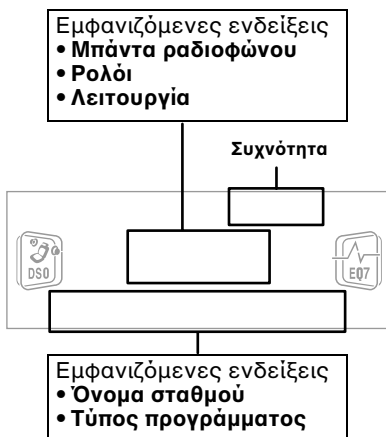 Εμφανιζόμενες ενδείξεις
• Μπάντα ραδιοφώνου
• Ρολόι
• Λειτουργία
Συχνότητα
DSO
EQ7
Εμφανιζόμενες ενδείξεις
• Όνομα σταθμού
• Τύπος προγράμματος